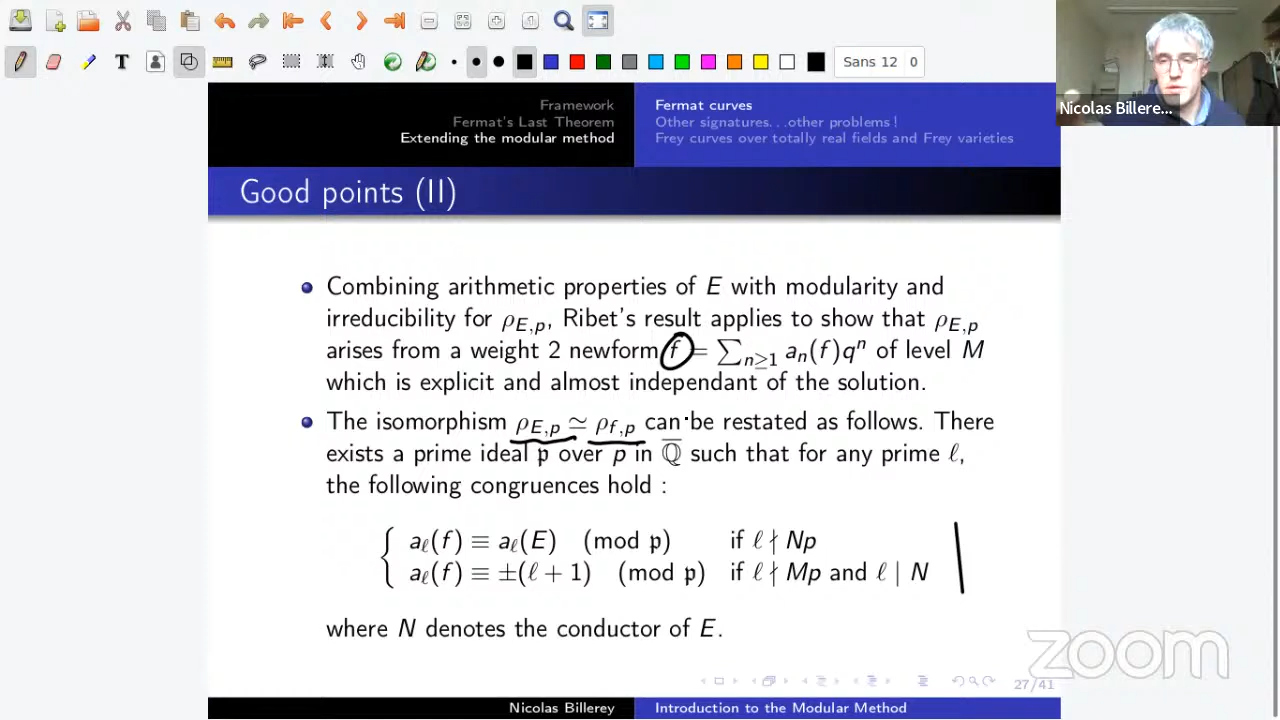 Sans 12 0
Nicolas Billere...
Framework
Fermat's Last Theorem
Extending the modular method
Fermat curves
Other signatures...other problems !
Frey curves over totally real fields and Frey varieties
Good points (II)
Combining arithmetic properties of E with modularity and
irreducibility for ρ_{E,p}, Ribet's result applies to show that ρ_{E,p}
arises from a weight 2 newform f = ∑_{n≥1} a_n(f)q^n of level M
which is explicit and almost independant of the solution.
The isomorphism ρ_{E,p} ≃ ρ_{f,p} can be restated as follows. There
exists a prime ideal 𝔭 over p in Q̅ such that for any prime ℓ,
the following congruences hold :
a_ℓ(f) ≡ a_ℓ(E) (mod 𝔭) if ℓ ∤ Np
a_ℓ(f) ≡ ±(ℓ + 1) (mod 𝔭) if ℓ ∤ Mp and ℓ | N
where N denotes the conductor of E.
zoom
27/41
Nicolas Billerey
Introduction to the Modular Method